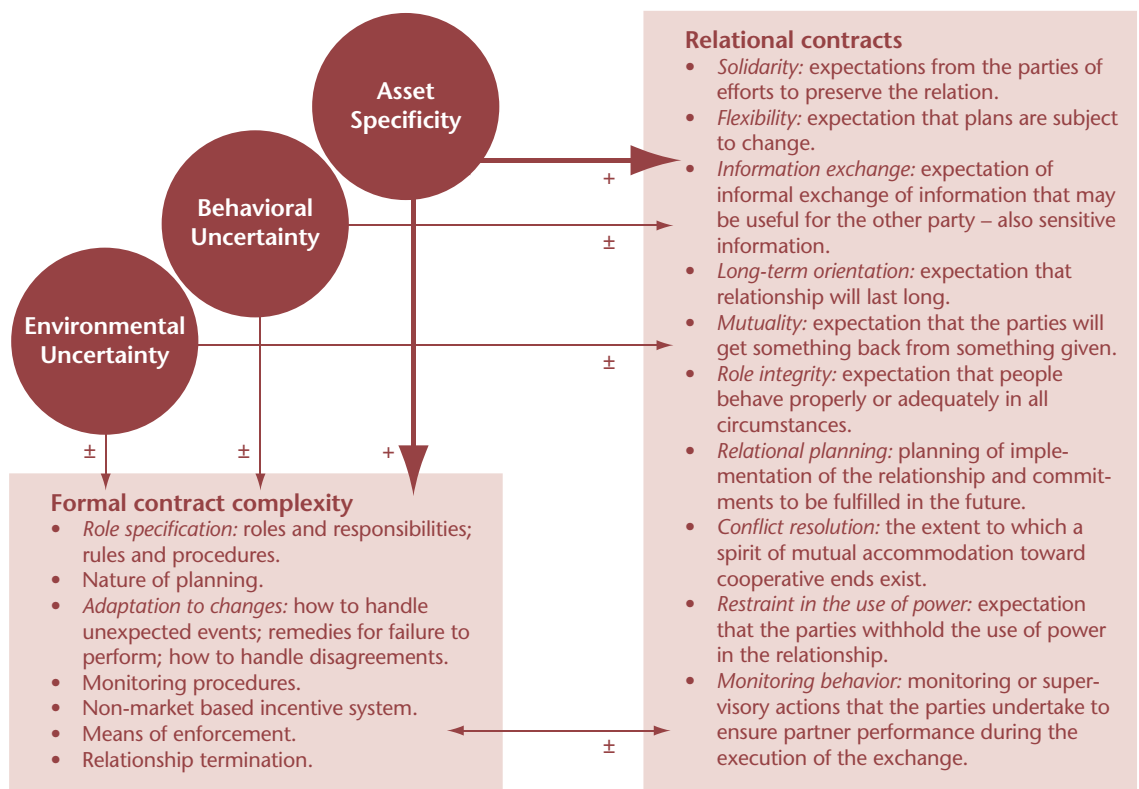 Asset
Specificity
Behavioral
Uncertainty
Environmental
Uncertainty
+
±
±
±
±
+
Formal contract complexity
• Role specification: roles and responsibilities;
rules and procedures.
• Nature of planning.
• Adaptation to changes: how to handle
unexpected events; remedies for failure to
perform; how to handle disagreements.
• Monitoring procedures.
• Non-market based incentive system.
• Means of enforcement.
• Relationship termination.
±
Relational contracts
• Solidarity: expectations from the parties of
efforts to preserve the relation.
• Flexibility: expectation that plans are subject
to change.
• Information exchange: expectation of
informal exchange of information that may
be useful for the other party – also sensitive
information.
• Long-term orientation: expectation that
relationship will last long.
• Mutuality: expectation that the parties will
get something back from something given.
• Role integrity: expectation that people
behave properly or adequately in all
circumstances.
• Relational planning: planning of imple-
mentation of the relationship and commit-
ments to be fulfilled in the future.
• Conflict resolution: the extent to which a
spirit of mutual accommodation toward
cooperative ends exist.
• Restraint in the use of power: expectation
that the parties withhold the use of power
in the relationship.
• Monitoring behavior: monitoring or super-
visory actions that the parties undertake to
ensure partner performance during the
execution of the exchange.